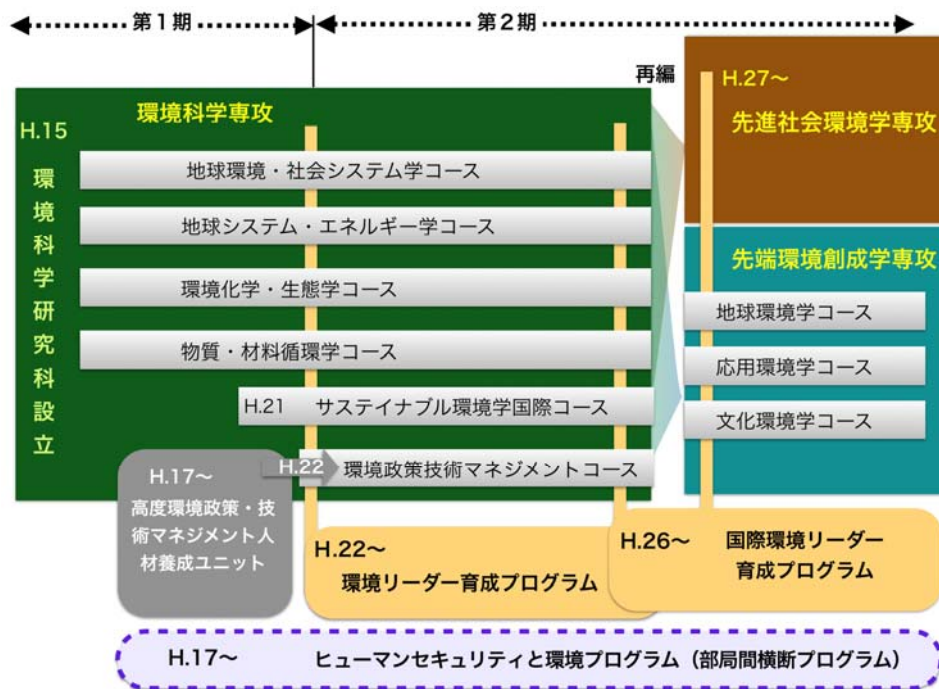 第1期
第2期
再編
H.15
環境科学研究科設立
環境科学専攻
地球環境・社会システム学コース
地球システム・エネルギー学コース
環境化学・生態学コース
物質・材料循環学コース
H.21 サステイナブル環境学国際コース
H.22 環境政策技術マネジメントコース
H.27～
先進社会環境学専攻
先端環境創成学専攻
地球環境学コース
応用環境学コース
文化環境学コース
H.17～
高度環境政策・技
術マネジメント人
材養成ユニット
H.22～
環境リーダー育成プログラム
H.26～
国際環境リーダー
育成プログラム
H.17～ ヒューマンセキュリティと環境プログラム（部局間横断プログラム）